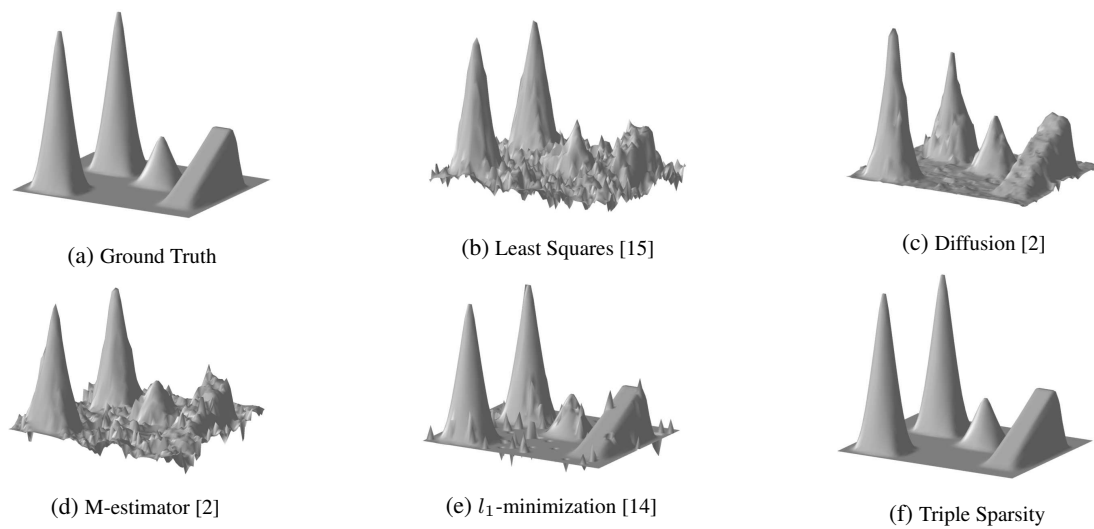 (a) Ground Truth
(b) Least Squares [15]
(c) Diffusion [2]
(d) M-estimator [2]
(e) l₁-minimization [14]
(f) Triple Sparsity